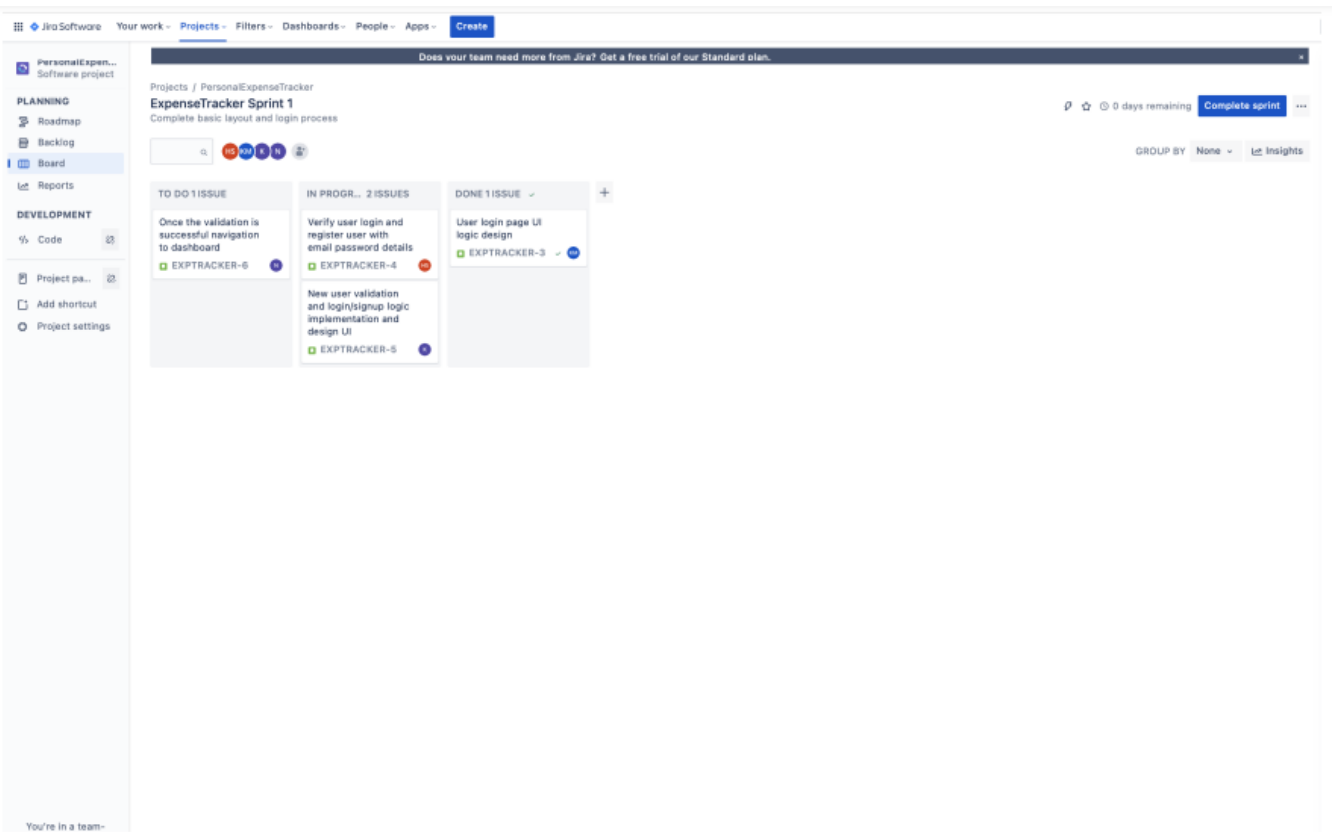 Jira Software Your work Projects Filters Dashboards People Apps Create
PersonalExpen...
Software project
Does your team need more from Jira? Get a free trial of our Standard plan.
Projects / PersonalExpenseTracker
ExpenseTracker Sprint 1
Complete basic layout and login process
0 days remaining Complete sprint
PLANNING
Roadmap
Backlog
Board
Reports
DEVELOPMENT
Code
Project pa...
Add shortcut
Project settings
HS KM K N
GROUP BY None Insights
TO DO 1 ISSUE
Once the validation is
successful navigation
to dashboard
EXPTRACKER-6 N
IN PROGR... 2 ISSUES
Verify user login and
register user with
email password details
EXPTRACKER-4 HS
New user validation
and login/signup logic
implementation and
design UI
EXPTRACKER-5 K
DONE 1 ISSUE
User login page UI
logic design
EXPTRACKER-3 KM
You're in a team-